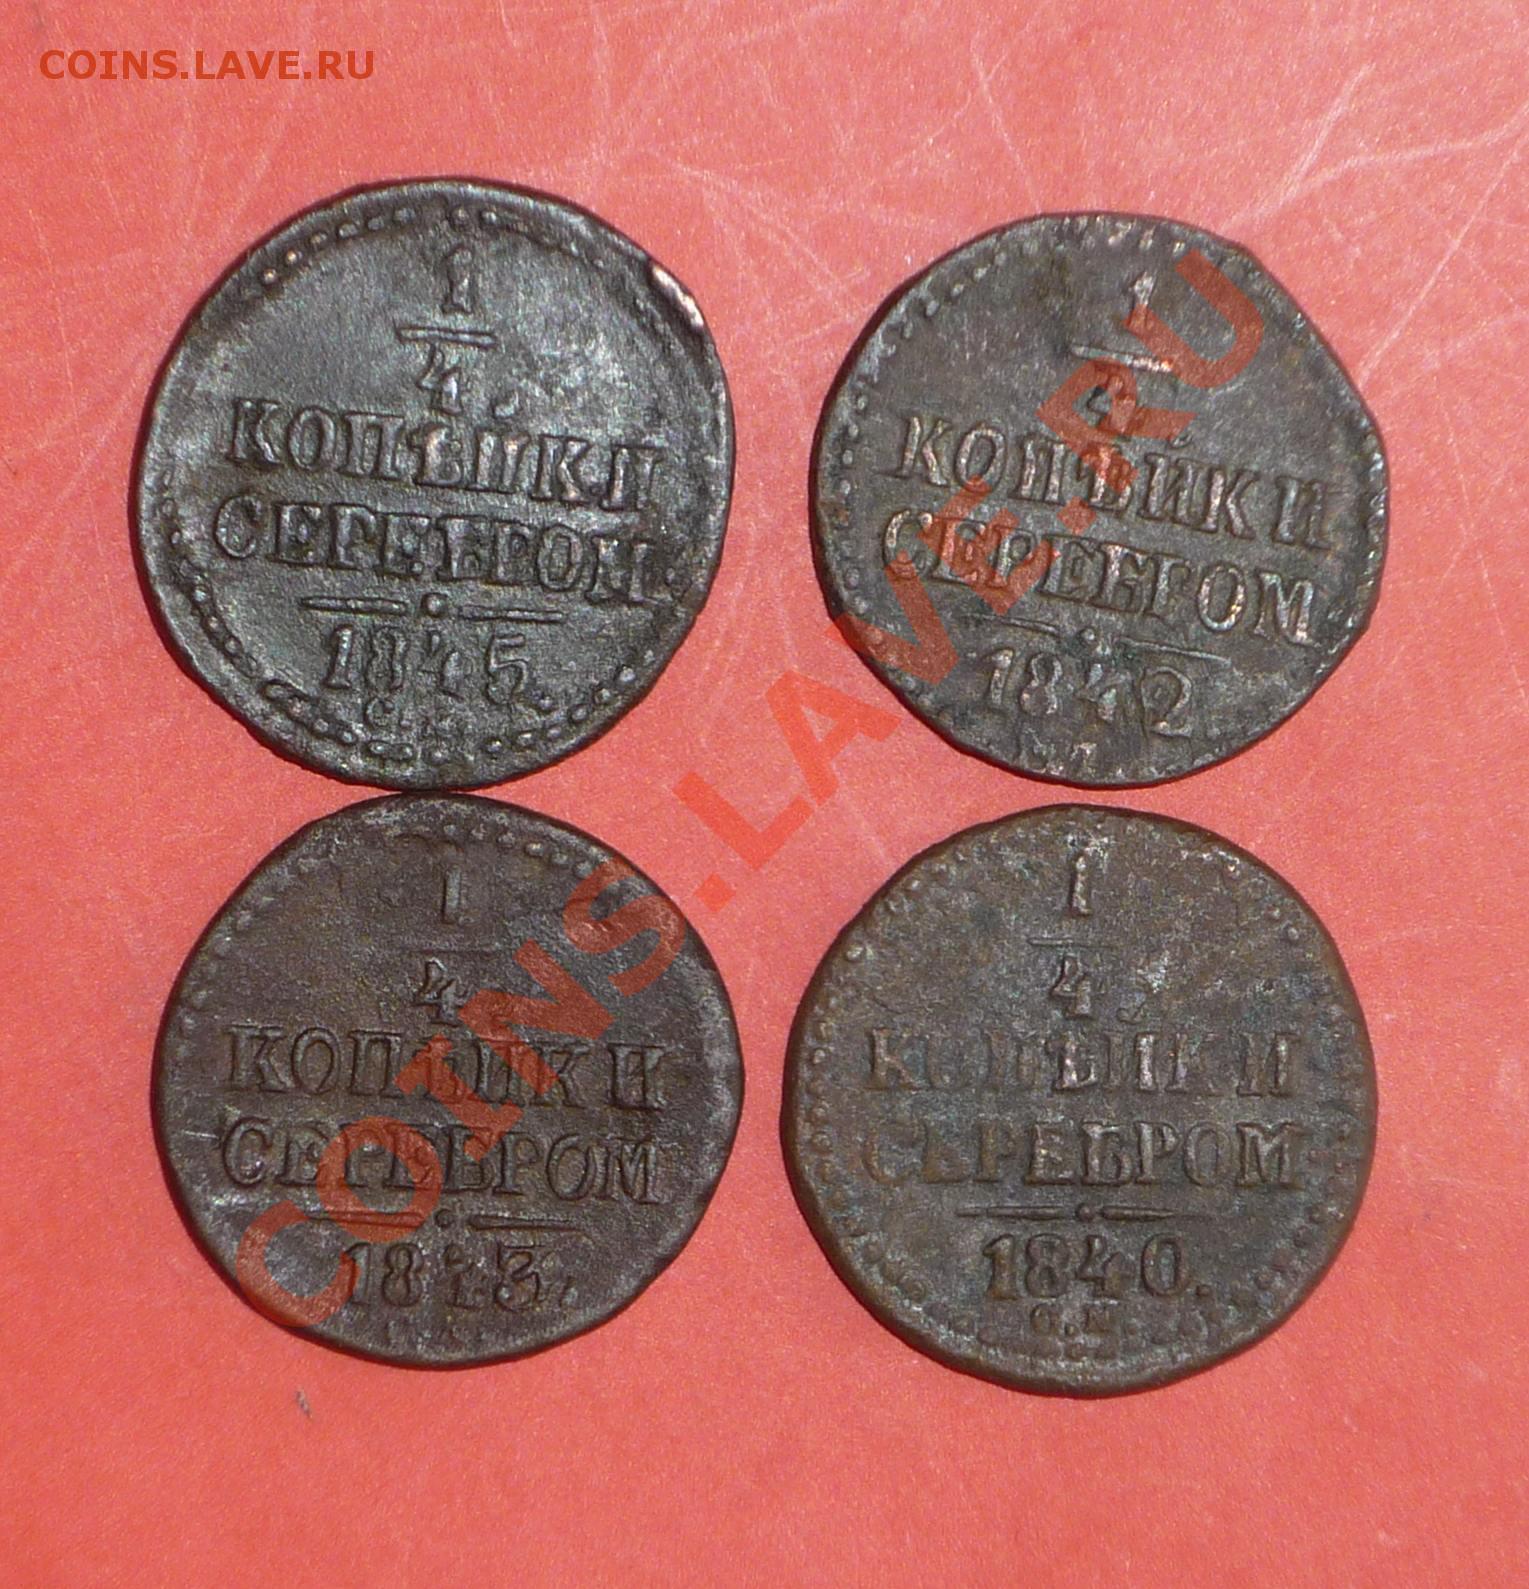 COINS.LAVE.RU
1
4
КОПѢЙКИ
СЕРЕБРОМ.
1845.
С.М.
1
4
КОПѢЙКИ
СЕРЕБРОМ
1842.
1
4
КОПѢЙКИ
СЕРЕБРОМ
1843.
1
4
КОПѢЙКИ
СЕРЕБРОМ
1840.
С.М.
COINS.LAVE.RU